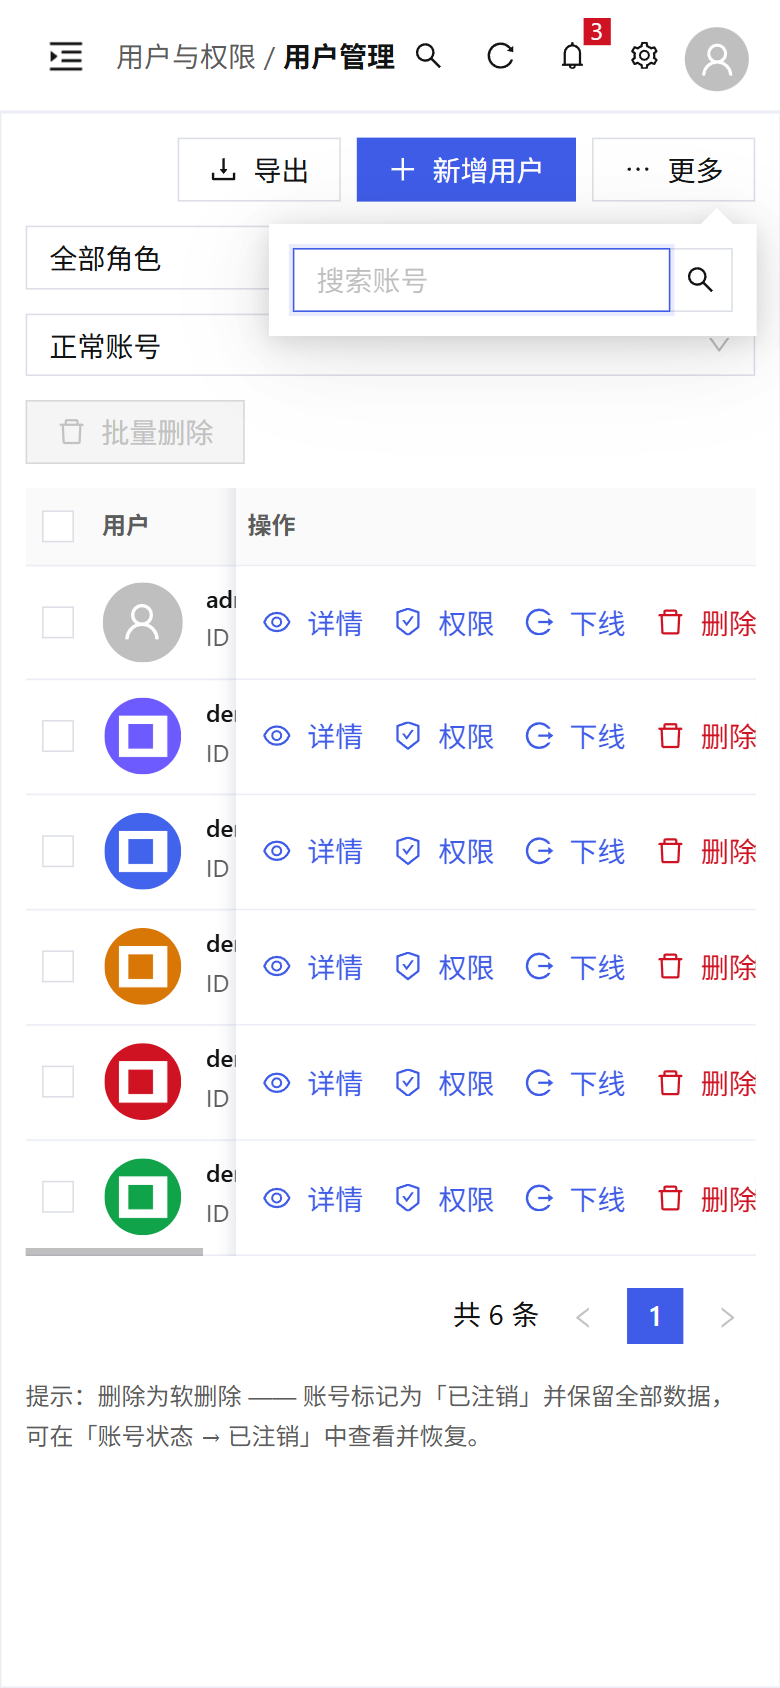 用户与权限 / 用户管理
3
导出
新增用户
更多
全部角色
搜索账号
正常账号
批量删除
用户
操作
ID
详情
权限
下线
删除
ID
详情
权限
下线
删除
ID
详情
权限
下线
删除
ID
详情
权限
下线
删除
ID
详情
权限
下线
删除
ID
详情
权限
下线
删除
共 6 条
1
提示：删除为软删除 —— 账号标记为「已注销」并保留全部数据，
可在「账号状态 → 已注销」中查看并恢复。